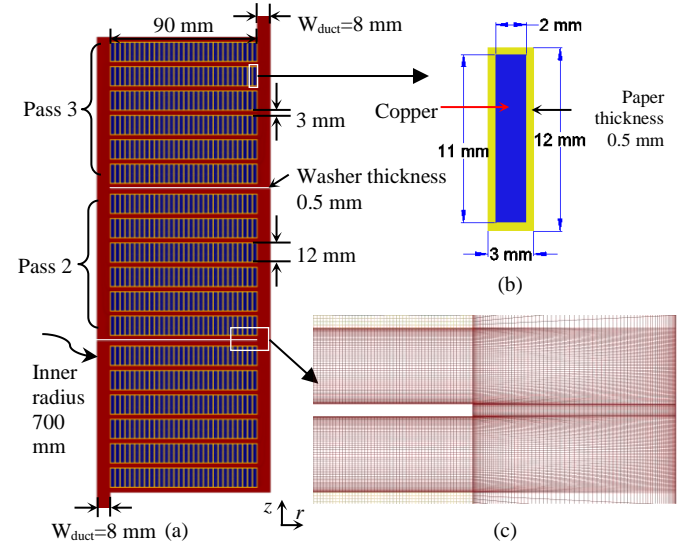 90 mm
W_duct=8 mm
Pass 3
3 mm
Washer thickness
0.5 mm
Pass 2
12 mm
Inner
radius
700
mm
W_duct=8 mm
(a)
z
r
2 mm
Copper
11 mm
12 mm
Paper
thickness
0.5 mm
3 mm
(b)
(c)